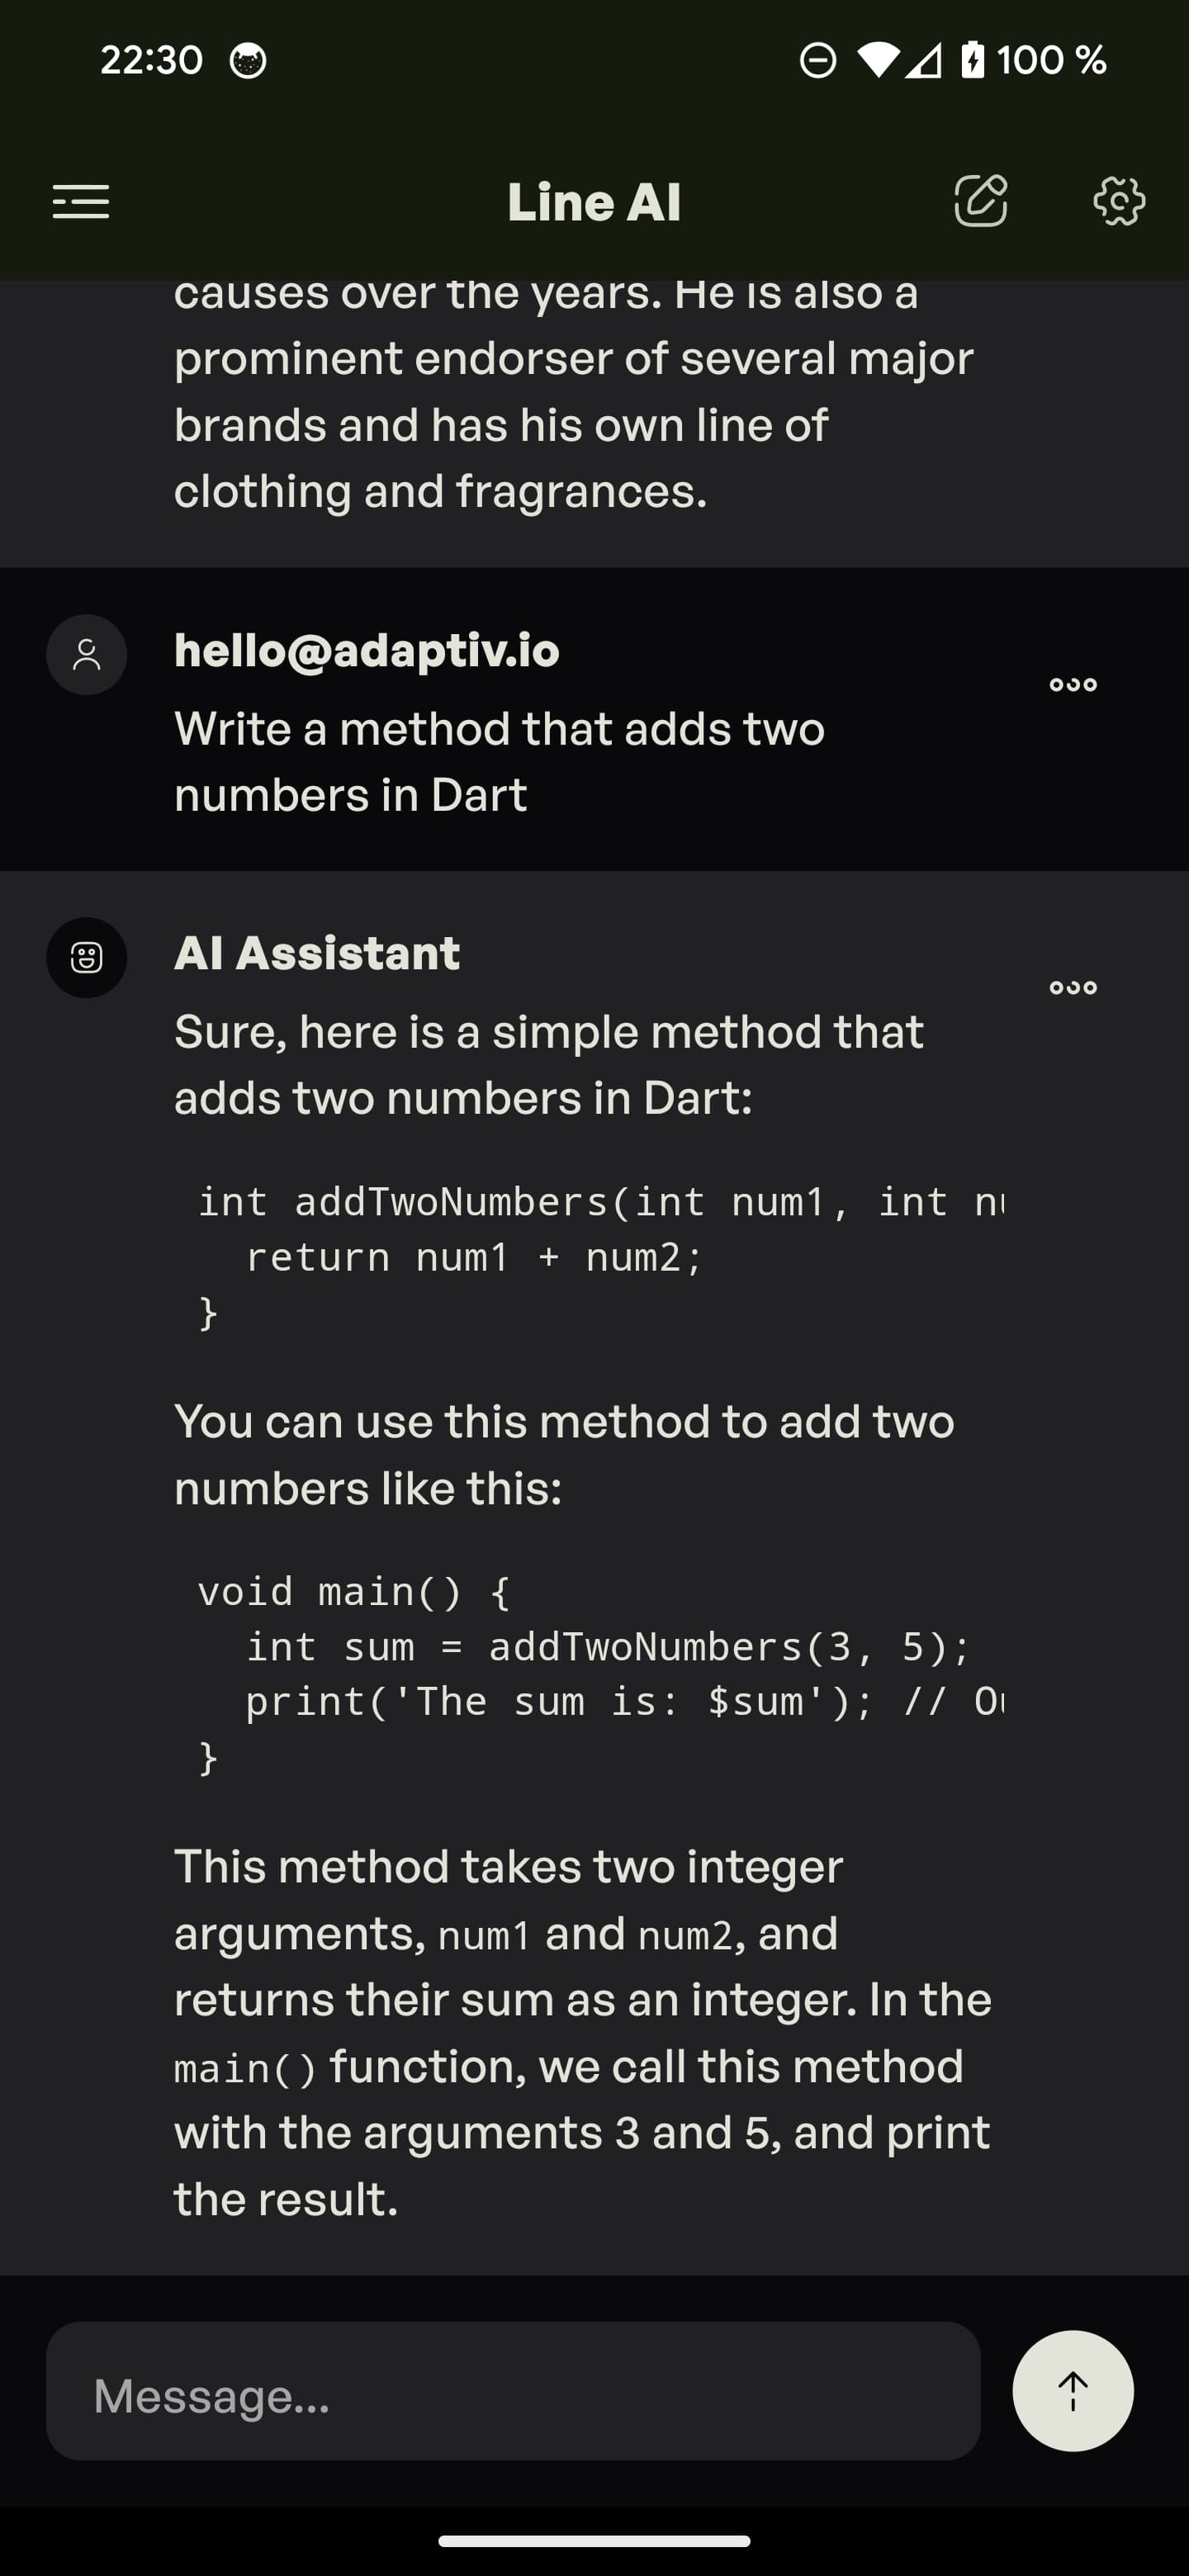 22:30
100 %
Line AI
causes over the years. He is also a
prominent endorser of several major
brands and has his own line of
clothing and fragrances.
hello@adaptiv.io
Write a method that adds two
numbers in Dart
AI Assistant
Sure, here is a simple method that
adds two numbers in Dart:
int addTwoNumbers(int num1, int
  return num1 + num2;
}
You can use this method to add two
numbers like this:
void main() {
  int sum = addTwoNumbers(3, 5);
  print('The sum is: $sum'); //
}
This method takes two integer
arguments, num1 and num2, and
returns their sum as an integer. In the
main() function, we call this method
with the arguments 3 and 5, and print
the result.
Message...